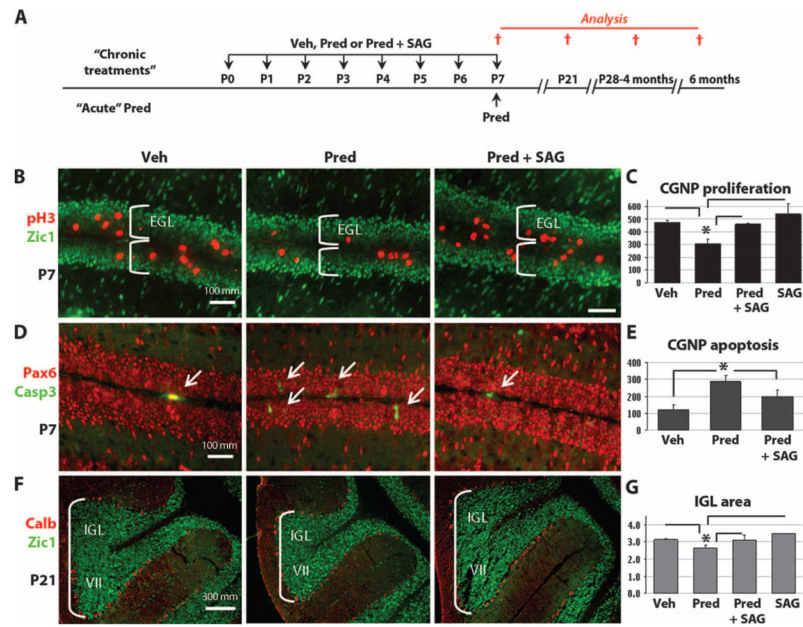 A
Analysis
† † † †
Veh, Pred or Pred + SAG
"Chronic
treatments"
P0 P1 P2 P3 P4 P5 P6 P7 P21 P28-4 months 6 months
"Acute" Pred
Pred
Veh Pred Pred + SAG
B
pH3
Zic1
P7
EGL
100 mm
EGL
EGL
C
CGNP proliferation
600
500
400
300
200
100
0
*
Veh Pred Pred SAG
+ SAG
D
Pax6
Casp3
P7
100 mm
E
CGNP apoptosis
400
300
200
100
0
*
Veh Pred Pred
+ SAG
F
Calb
Zic1
P21
IGL
VII
300 mm
IGL
VII
IGL
VII
G
IGL area
4.0
3.0
2.0
1.0
0.0
*
Veh Pred Pred SAG
+ SAG